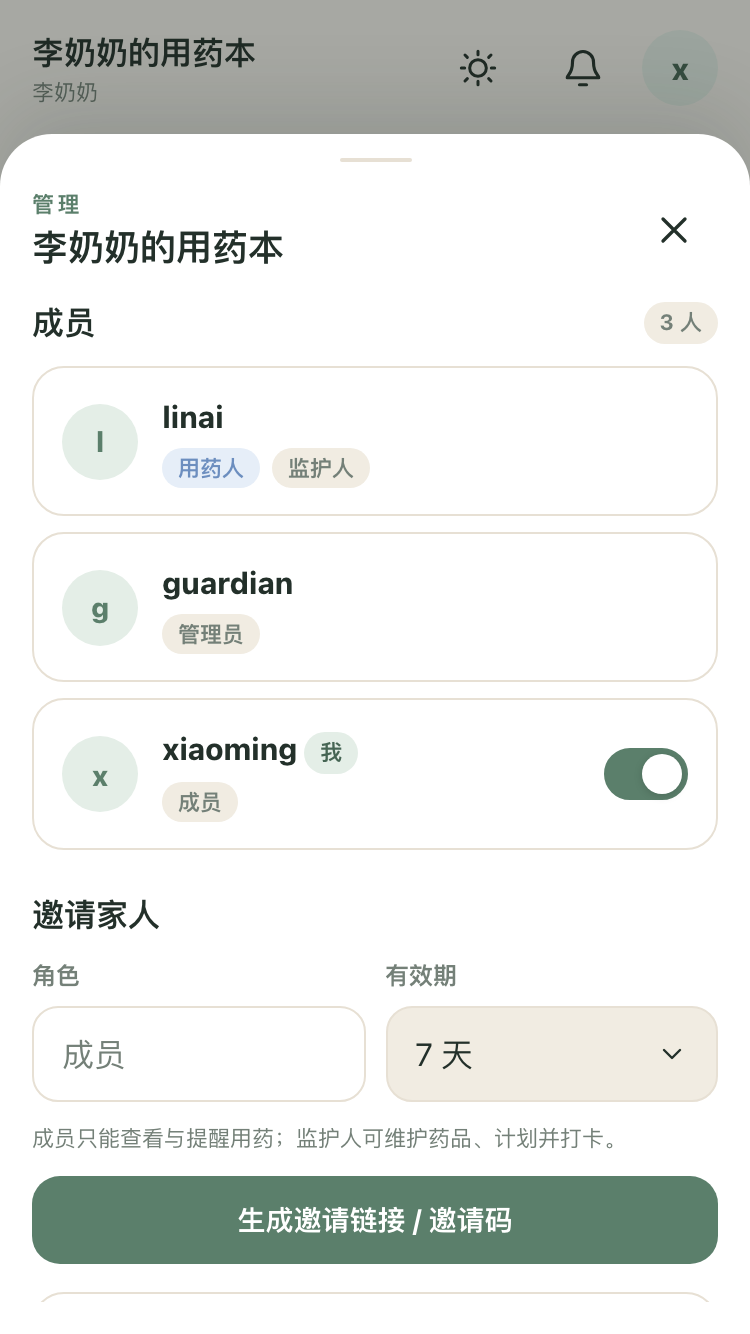 李奶奶的用药本
李奶奶
x
管理
李奶奶的用药本
成员
3 人
l
linai
用药人 监护人
g
guardian
管理员
x
xiaoming 我
成员
邀请家人
角色 有效期
成员 7 天
成员只能查看与提醒用药；监护人可维护药品、计划并打卡。
生成邀请链接 / 邀请码